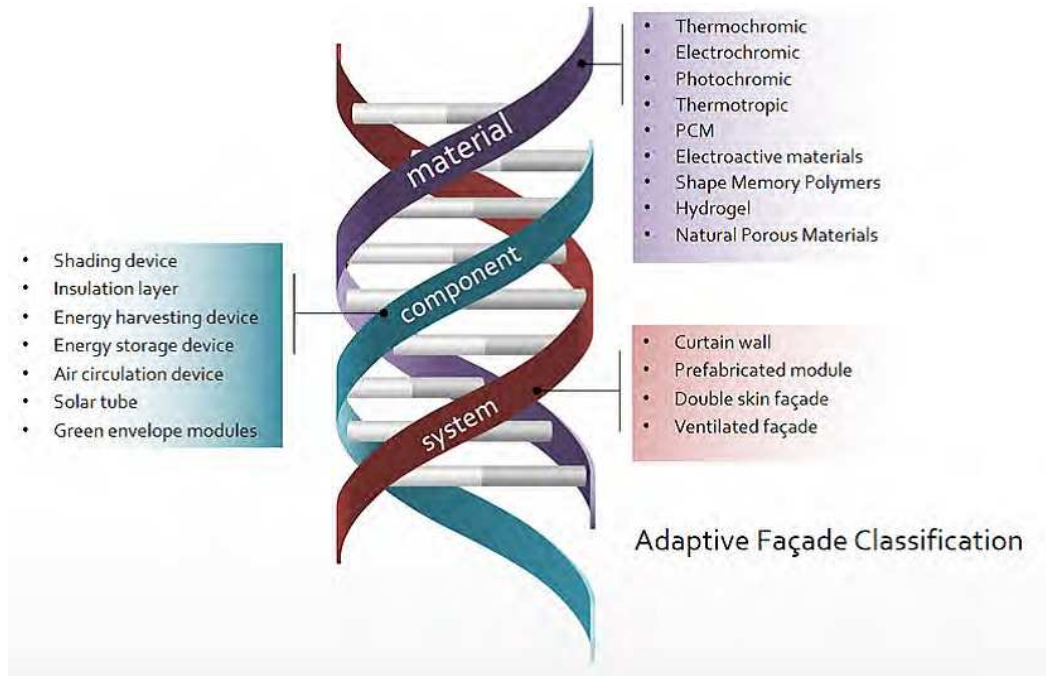 • Thermochromic
• Electrochromic
• Photochromic
• Thermotropic
• PCM
• Electroactive materials
• Shape Memory Polymers
• Hydrogel
• Natural Porous Materials
material
• Shading device
• Insulation layer
• Energy harvesting device
• Energy storage device
• Air circulation device
• Solar tube
• Green envelope modules
component
• Curtain wall
• Prefabricated module
• Double skin façade
• Ventilated façade
system
Adaptive Façade Classification